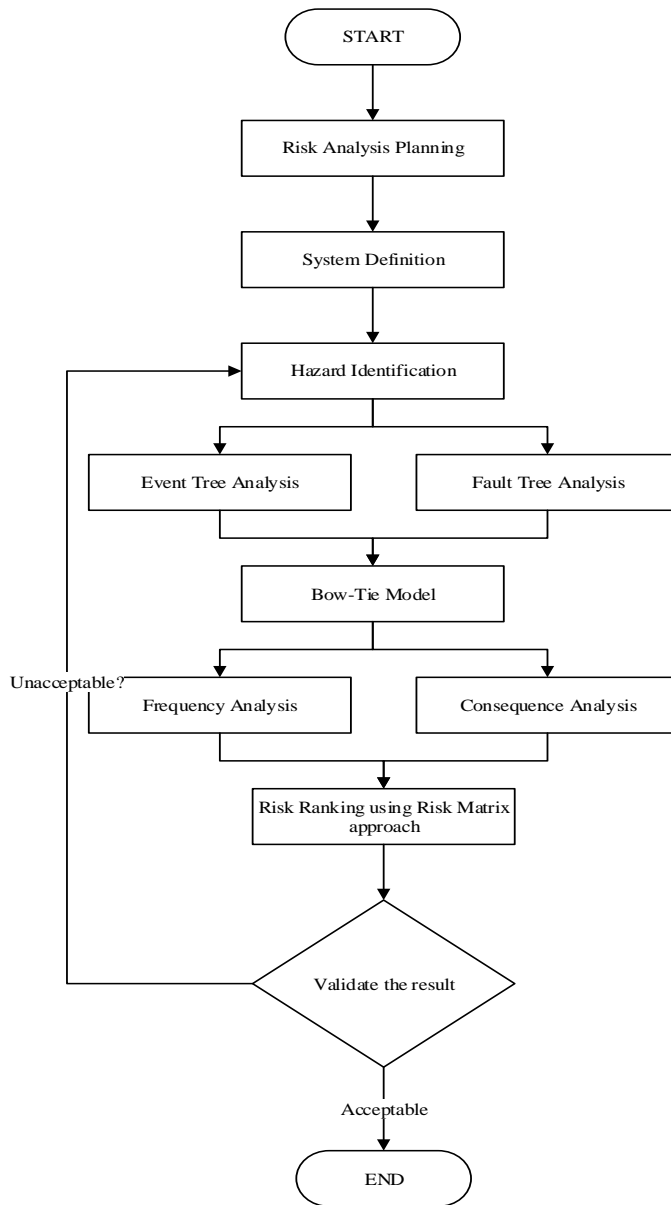 START
Risk Analysis Planning
System Definition
Hazard Identification
Event Tree Analysis
Fault Tree Analysis
Bow-Tie Model
Unacceptable?
Frequency Analysis
Consequence Analysis
Risk Ranking using Risk Matrix
approach
Validate the result
Acceptable
END